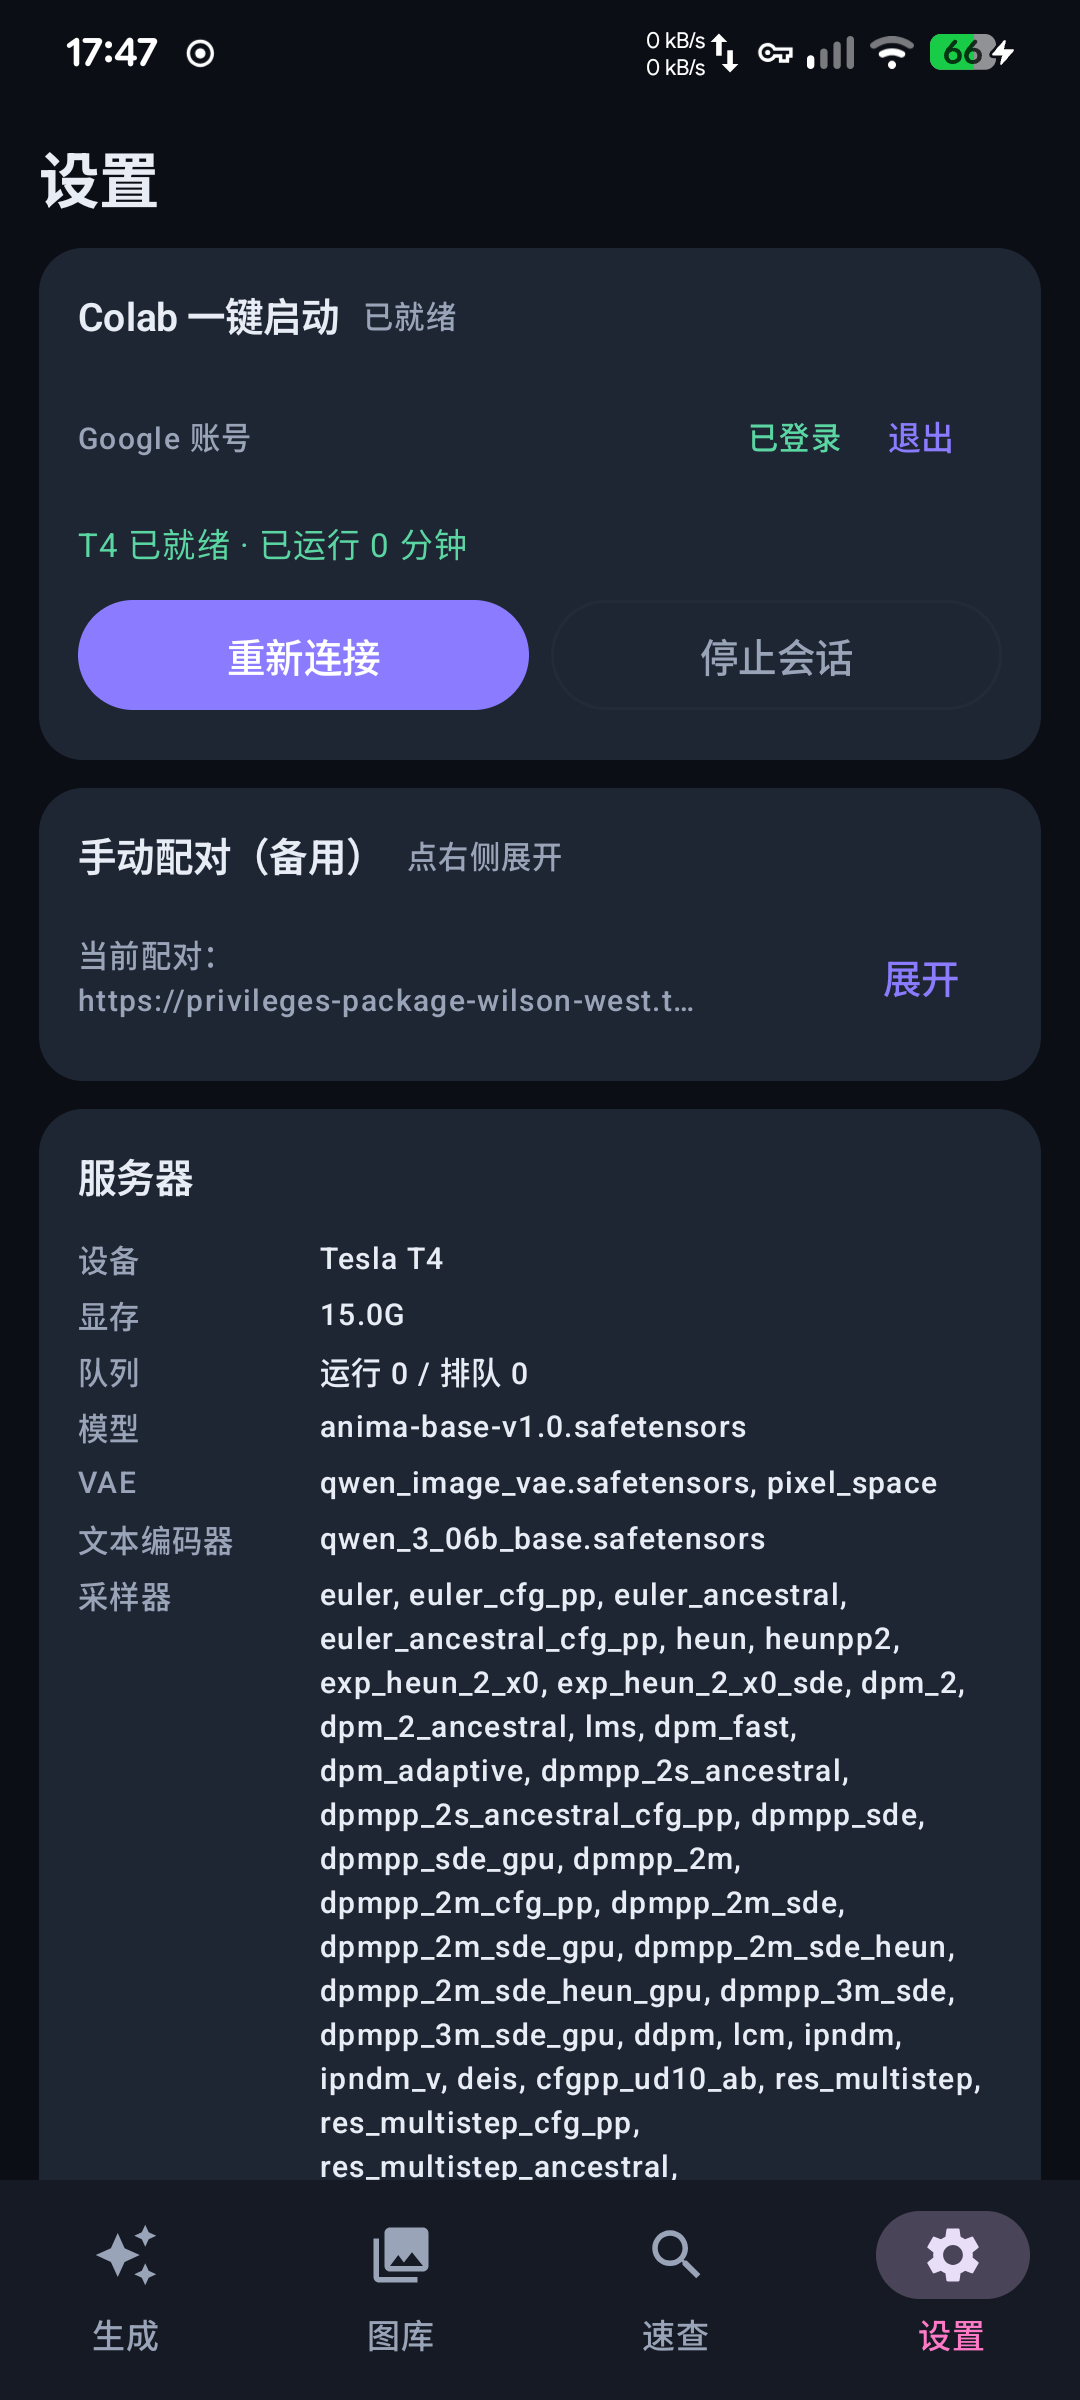 17:47
0 kB/s
0 kB/s
66
设置
Colab 一键启动 已就绪
Google 账号 已登录 退出
T4 已就绪 · 已运行 0 分钟
重新连接 停止会话
手动配对（备用） 点右侧展开
当前配对：
https://privileges-package-wilson-west.t…
展开
服务器
设备 Tesla T4
显存 15.0G
队列 运行 0 / 排队 0
模型 anima-base-v1.0.safetensors
VAE qwen_image_vae.safetensors, pixel_space
文本编码器 qwen_3_06b_base.safetensors
采样器 euler, euler_cfg_pp, euler_ancestral,
euler_ancestral_cfg_pp, heun, heunpp2,
exp_heun_2_x0, exp_heun_2_x0_sde, dpm_2,
dpm_2_ancestral, lms, dpm_fast,
dpm_adaptive, dpmpp_2s_ancestral,
dpmpp_2s_ancestral_cfg_pp, dpmpp_sde,
dpmpp_sde_gpu, dpmpp_2m,
dpmpp_2m_cfg_pp, dpmpp_2m_sde,
dpmpp_2m_sde_gpu, dpmpp_2m_sde_heun,
dpmpp_2m_sde_heun_gpu, dpmpp_3m_sde,
dpmpp_3m_sde_gpu, ddpm, lcm, ipndm,
ipndm_v, deis, cfgpp_ud10_ab, res_multistep,
res_multistep_cfg_pp,
res_multistep_ancestral,
生成 图库 速查 设置